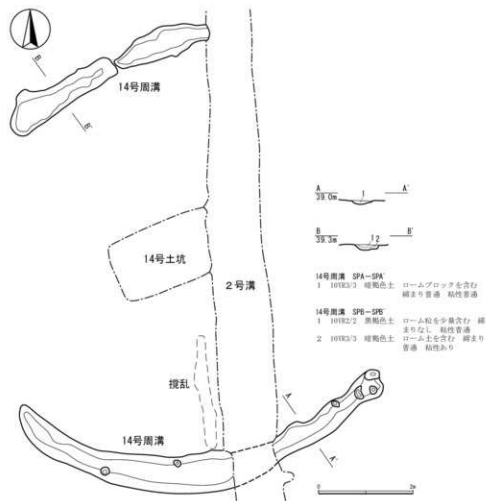 B
14号周溝
B'
A A'
39.0m
1
B B'
39.3m
1 2
14号土坑
2号溝
14号周溝 SPA-SPA'
1 10YR3/3 暗褐色土 ロームブロックを含む
締まり普通 粘性普通
14号周溝 SPB-SPB'
1 10YR2/2 黒褐色土 ローム粒を少量含む 締
まりなし 粘性普通
2 10YR3/3 暗褐色土 ローム土を含む 締まり
普通 粘性あり
撹乱
A
14号周溝
A'
0 2m